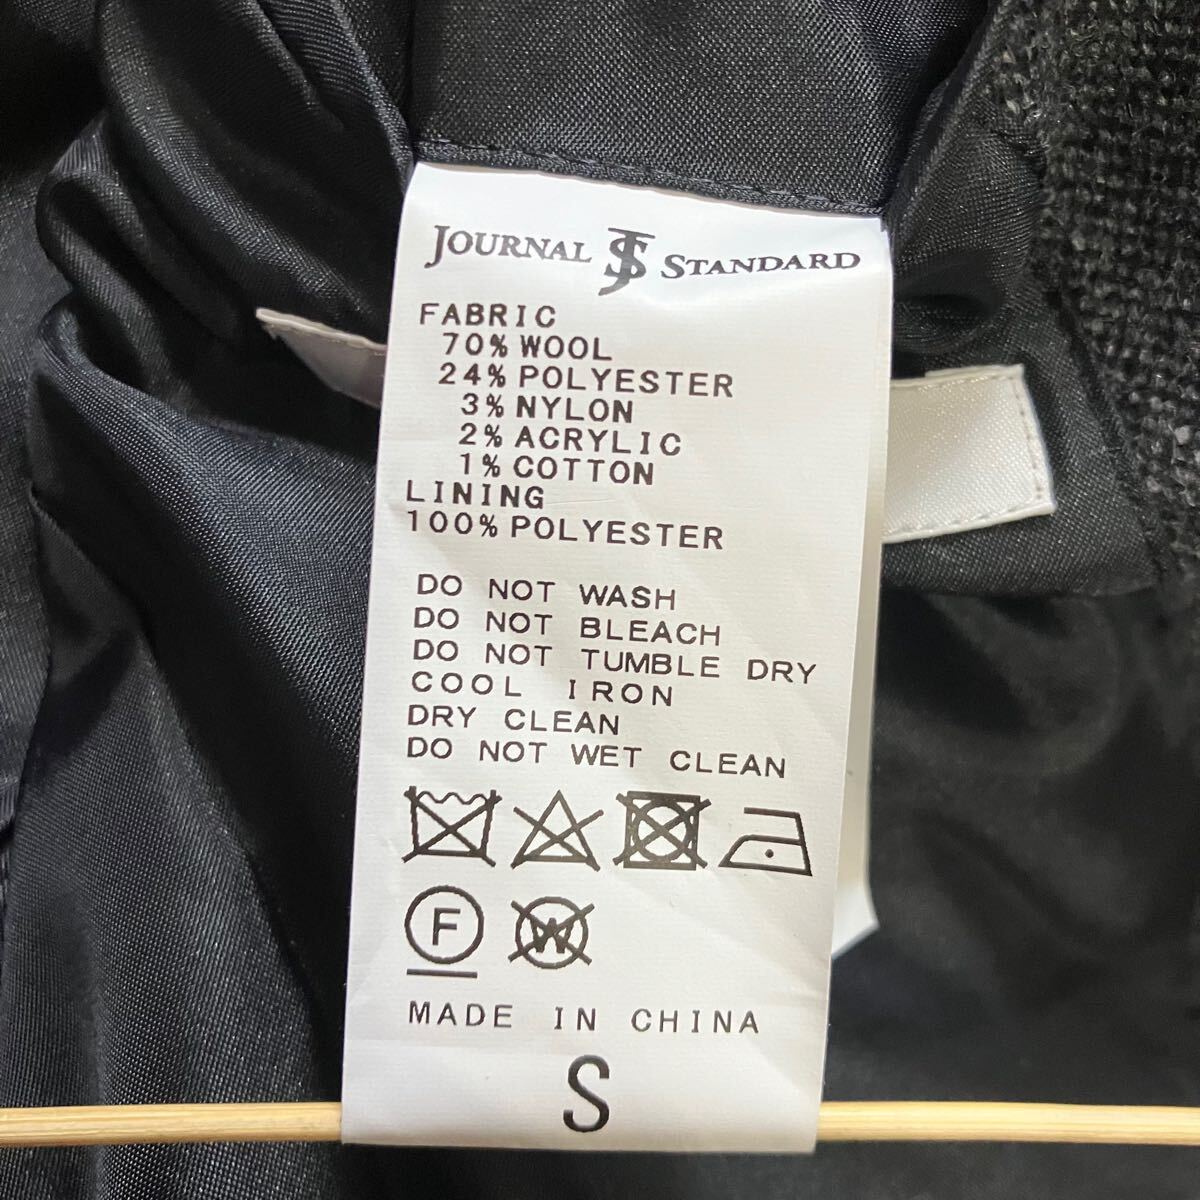 JOURNAL JS STANDARD
FABRIC
70% WOOL
24% POLYESTER
3% NYLON
2% ACRYLIC
1% COTTON
LINING
100% POLYESTER
DO NOT WASH
DO NOT BLEACH
DO NOT TUMBLE DRY
COOL IRON
DRY CLEAN
DO NOT WET CLEAN
F W
MADE IN CHINA
S